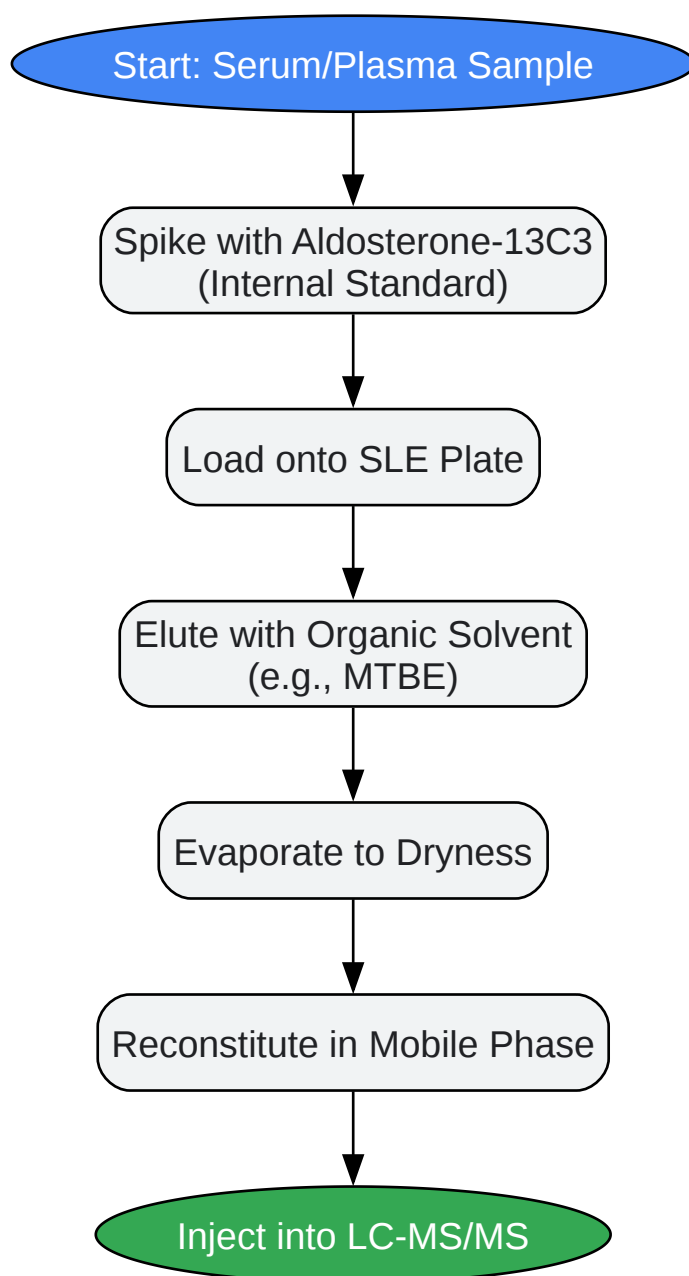 Start: Serum/Plasma Sample
Spike with Aldosterone-13C3
(Internal Standard)
Load onto SLE Plate
Elute with Organic Solvent
(e.g., MTBE)
Evaporate to Dryness
Reconstitute in Mobile Phase
Inject into LC-MS/MS